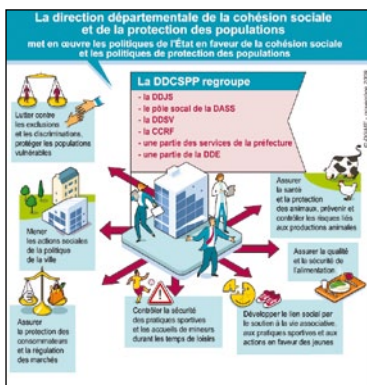 La direction départementale de la cohésion sociale
et de la protection des populations
met en œuvre les politiques de l'État en faveur de la cohésion sociale
et les politiques de protection des populations
La DDCSPP regroupe
- la DDJS
- le pôle social de la DASS
- la DDSV
- la CCRF
- une partie des services de la préfecture
- une partie de la DDE
Lutter contre
les exclusions
et les discriminations,
protéger les populations
vulnérables
Assurer
la santé
et la protection
des animaux, prévenir et
contrôler les risques liés
aux productions animales
Mener
les actions sociales
de la politique
de la ville
Assurer la qualité
et la sécurité de
l'alimentation
Assurer
la protection des
consommateurs
et la régulation
des marchés
Contrôler la sécurité
des pratiques sportives
et les accueils de mineurs
durant les temps de loisirs
Développer le lien social par
le soutien à la vie associative,
aux pratiques sportives et aux
actions en faveur des jeunes